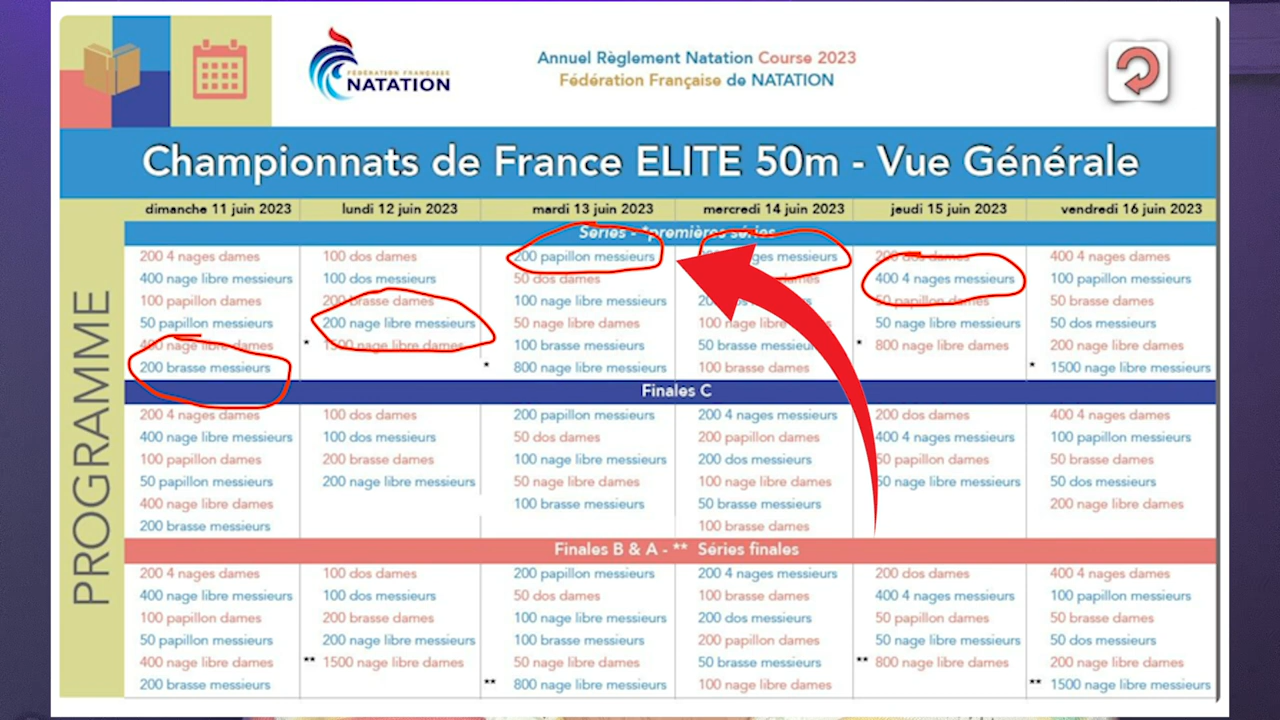 FÉDÉRATION FRANÇAISE
NATATION
Annuel Règlement Natation Course 2023
Fédération Française de NATATION
Championnats de France ELITE 50m - Vue Générale
PROGRAMME
dimanche 11 juin 2023 lundi 12 juin 2023 mardi 13 juin 2023 mercredi 14 juin 2023 jeudi 15 juin 2023 vendredi 16 juin 2023
Séries - *premières séries
200 4 nages dames 100 dos dames 200 papillon messieurs nages messieurs 200 dos dames 400 4 nages dames
400 nage libre messieurs 100 dos messieurs 50 dos dames dames 400 4 nages messieurs 100 papillon messieurs
100 papillon dames 200 brasse dames 100 nage libre messieurs 50 papillon dames 50 brasse dames
50 papillon messieurs 200 nage libre messieurs 50 nage libre dames 100 nage libre 50 nage libre messieurs 50 dos messieurs
400 nage libre dames * 1500 nage libre dames 100 brasse messieurs 50 brasse messieurs * 800 nage libre dames 200 nage libre dames
200 brasse messieurs * 800 nage libre messieurs 100 brasse dames * 1500 nage libre messieurs
Finales C
200 4 nages dames 100 dos dames 200 papillon messieurs 200 4 nages messieurs 200 dos dames 400 4 nages dames
400 nage libre messieurs 100 dos messieurs 50 dos dames 200 papillon dames 400 4 nages messieurs 100 papillon messieurs
100 papillon dames 200 brasse dames 100 nage libre messieurs 200 dos messieurs 50 papillon dames 50 brasse dames
50 papillon messieurs 200 nage libre messieurs 50 nage libre dames 100 nage libre dames 50 nage libre messieurs 50 dos messieurs
400 nage libre dames 100 brasse messieurs 50 brasse messieurs 200 nage libre dames
200 brasse messieurs 100 brasse dames
Finales B & A - ** Séries finales
200 4 nages dames 100 dos dames 200 papillon messieurs 200 4 nages messieurs 200 dos dames 400 4 nages dames
400 nage libre messieurs 100 dos messieurs 50 dos dames 100 brasse dames 400 4 nages messieurs 100 papillon messieurs
100 papillon dames 200 brasse dames 100 nage libre messieurs 200 dos messieurs 50 papillon dames 50 brasse dames
50 papillon messieurs 200 nage libre messieurs 100 brasse messieurs 200 papillon dames 50 nage libre messieurs 50 dos messieurs
400 nage libre dames ** 1500 nage libre dames 50 nage libre dames 50 brasse messieurs ** 800 nage libre dames 200 nage libre dames
200 brasse messieurs ** 800 nage libre messieurs 100 nage libre dames ** 1500 nage libre messieurs